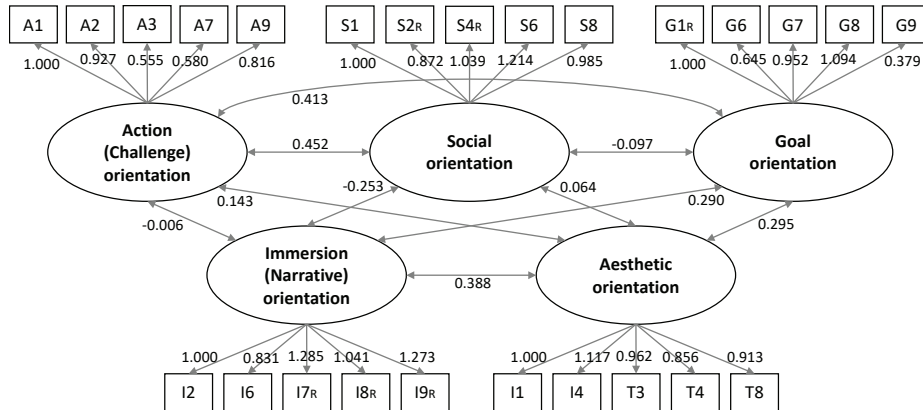 A1 A2 A3 A7 A9 S1 S2R S4R S6 S8 G1R G6 G7 G8 G9
1.000 0.927 0.555 0.580 0.816 1.000 0.872 1.039 1.214 0.985 1.000 0.645 0.952 1.094 0.379
0.413
Action
(Challenge)
orientation
0.452
Social
orientation
-0.097
Goal
orientation
-0.253
0.143
0.064
0.290
-0.006
0.295
Immersion
(Narrative)
orientation
0.388
Aesthetic
orientation
1.000 0.831 1.285 1.041 1.273 1.000 1.117 0.962 0.856 0.913
I2 I6 I7R I8R I9R I1 I4 T3 T4 T8